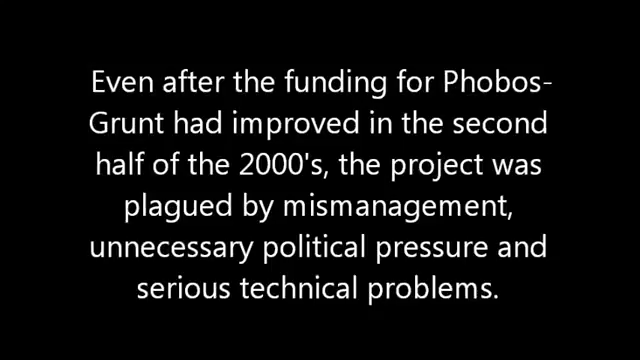 Even after the funding for Phobos-
Grunt had improved in the second
half of the 2000's, the project was
plagued by mismanagement,
unnecessary political pressure and
serious technical problems.